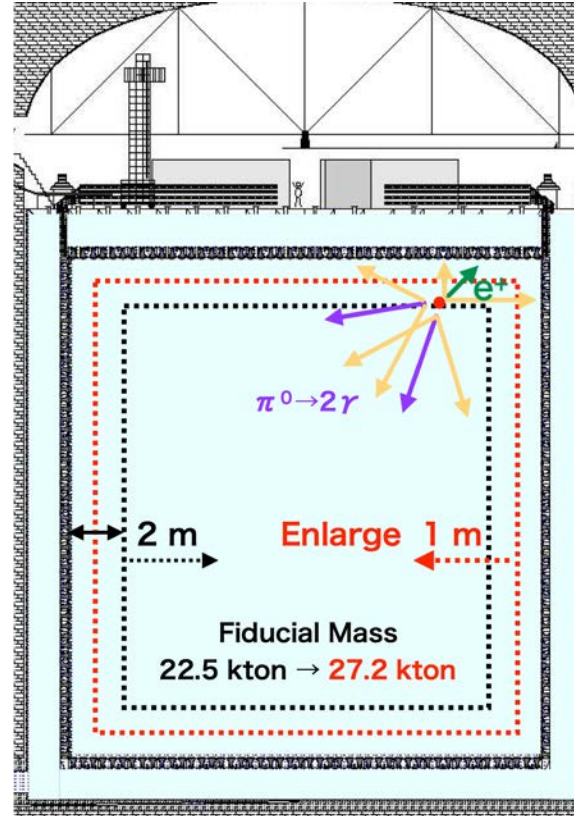 e⁺
π⁰→2γ
2 m
Enlarge 1 m
Fiducial Mass
22.5 kton → 27.2 kton